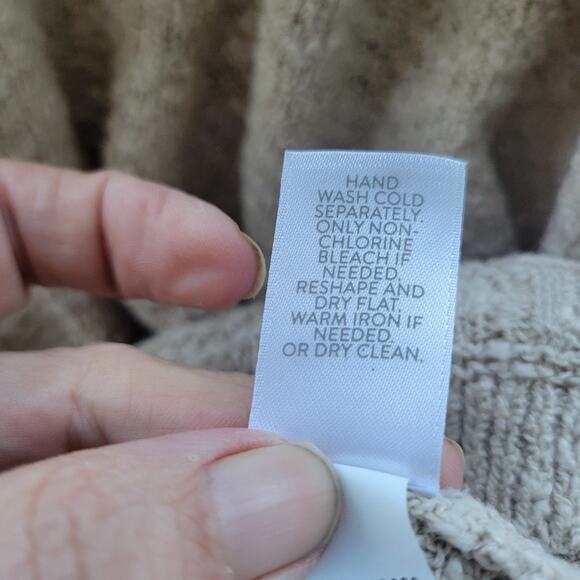 HAND
WASH COLD
SEPARATELY.
ONLY NON-
CHLORINE
BLEACH IF
NEEDED.
RESHAPE AND
DRY FLAT.
WARM IRON IF
NEEDED.
OR DRY CLEAN.